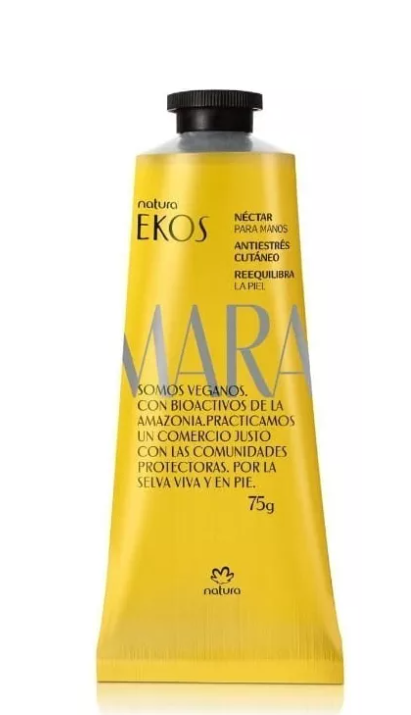 natura
EKOS
NÉCTAR
PARA MANOS
ANTIESTRÉS
CUTÁNEO
REEQUILIBRA
LA PIEL
MARA
SOMOS VEGANOS.
CON BIOACTIVOS DE LA
AMAZONIA.PRACTICAMOS
UN COMERCIO JUSTO
CON LAS COMUNIDADES
PROTECTORAS. POR LA
SELVA VIVA Y EN PIE.
75g
natura